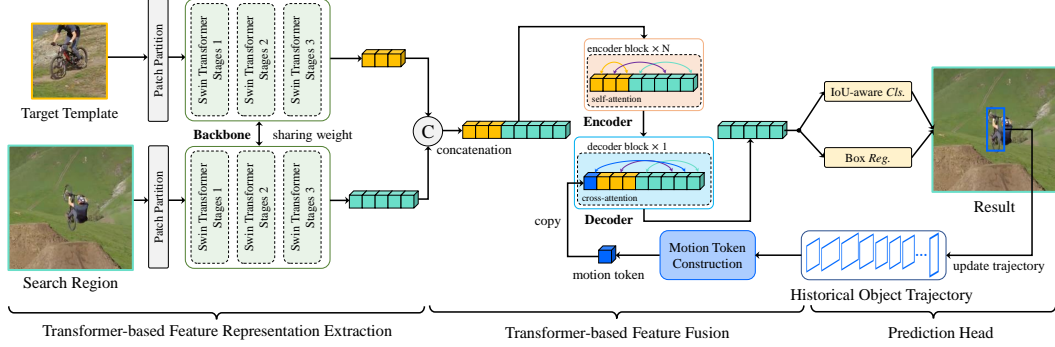 Target Template
Patch Partition
Swin Transformer
Stages 1
Swin Transformer
Stages 2
Swin Transformer
Stages 3
Backbone
sharing weight
Search Region
Patch Partition
Swin Transformer
Stages 1
Swin Transformer
Stages 2
Swin Transformer
Stages 3
C
concatenation
encoder block × N
self-attention
Encoder
decoder block × 1
cross-attention
Decoder
copy
motion token
Motion Token
Construction
IoU-aware Cls.
Box Reg.
Result
update trajectory
...
Historical Object Trajectory
Transformer-based Feature Representation Extraction
Transformer-based Feature Fusion
Prediction Head